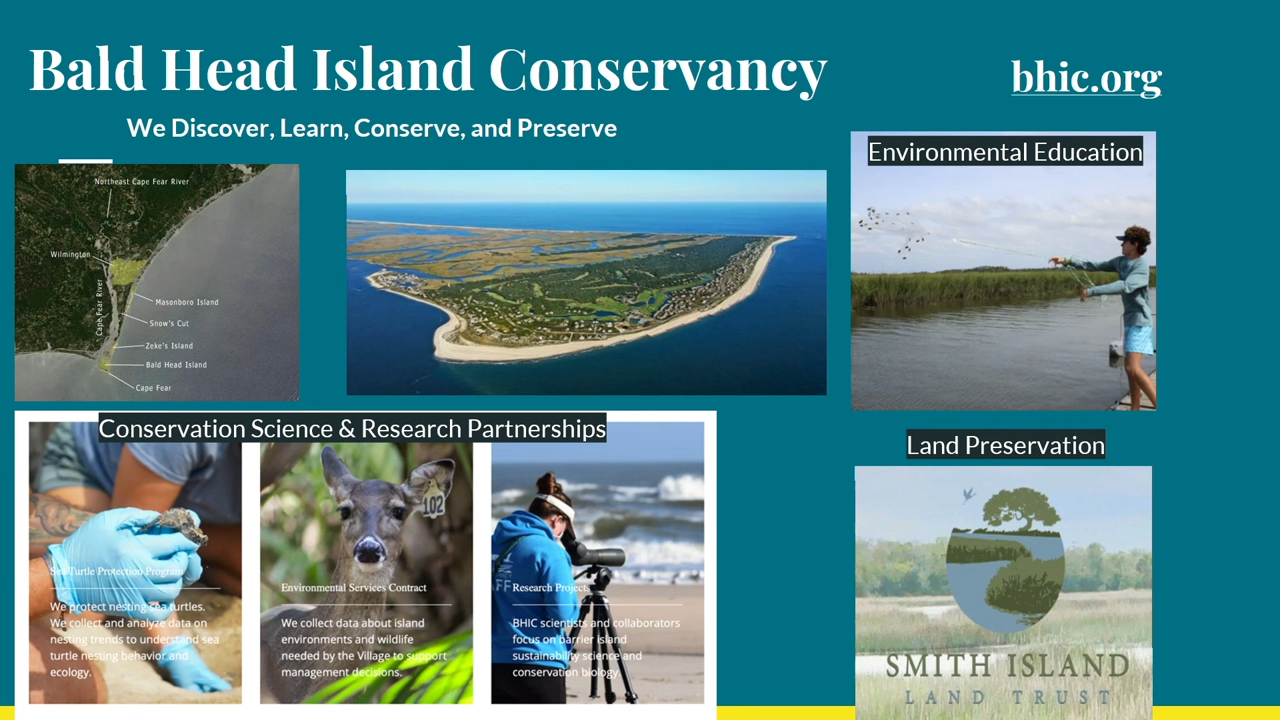 Bald Head Island Conservancy
bhic.org
We Discover, Learn, Conserve, and Preserve
Northeast Cape Fear River
Wilmington
Cape Fear River
Masonboro Island
Snow's Cut
Zeke's Island
Bald Head Island
Cape Fear
Environmental Education
Conservation Science & Research Partnerships
102
Sea Turtle Protection Program
We protect nesting sea turtles.
We collect and analyze data on
nesting trends to understand sea
turtle nesting behavior and
ecology.
Environmental Services Contract
We collect data about island
environments and wildlife
needed by the Village to support
management decisions.
Research Projects
BHIC scientists and collaborators
focus on barrier island
sustainability science and
conservation biology.
Land Preservation
SMITH ISLAND
LAND TRUST